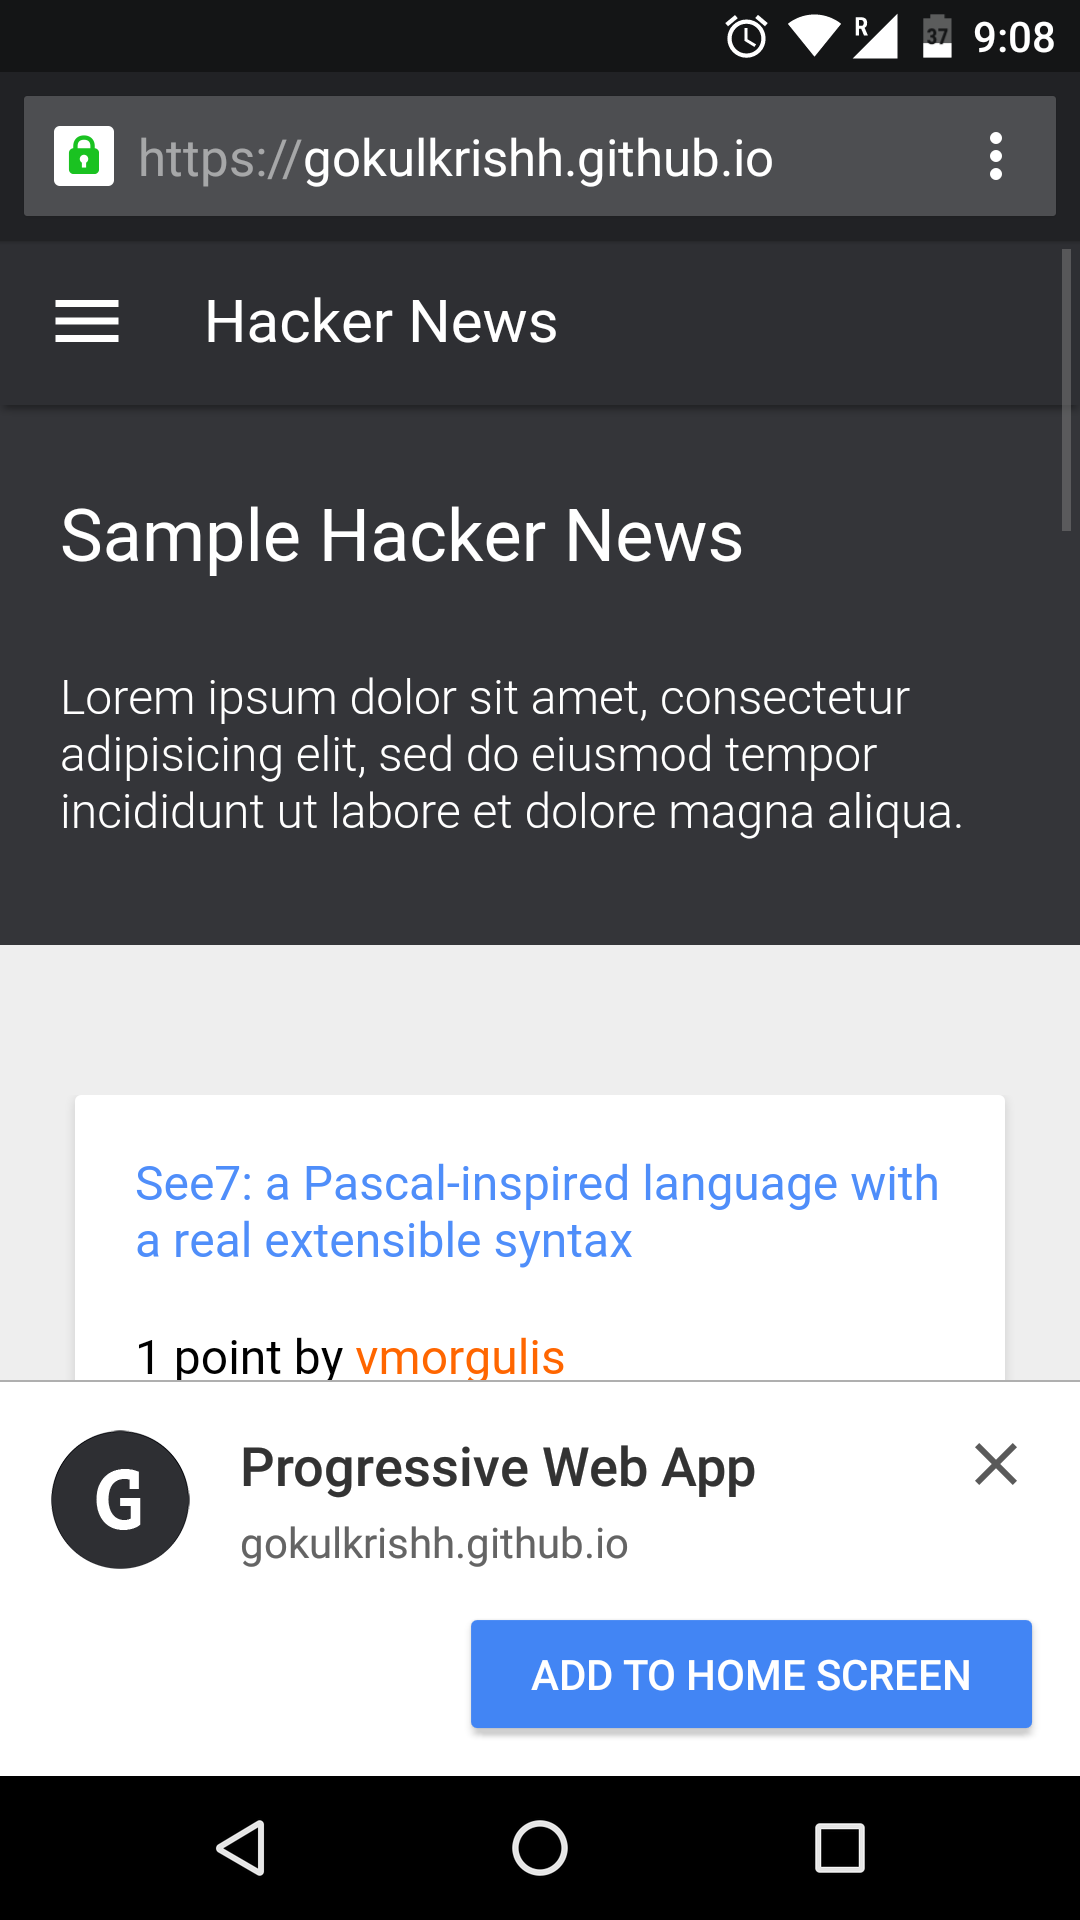 R 37 9:08
https://gokulkrishh.github.io
Hacker News
Sample Hacker News
Lorem ipsum dolor sit amet, consectetur
adipisicing elit, sed do eiusmod tempor
incididunt ut labore et dolore magna aliqua.
See7: a Pascal-inspired language with
a real extensible syntax
1 point by vmorgulis
G
Progressive Web App
gokulkrishh.github.io
ADD TO HOME SCREEN